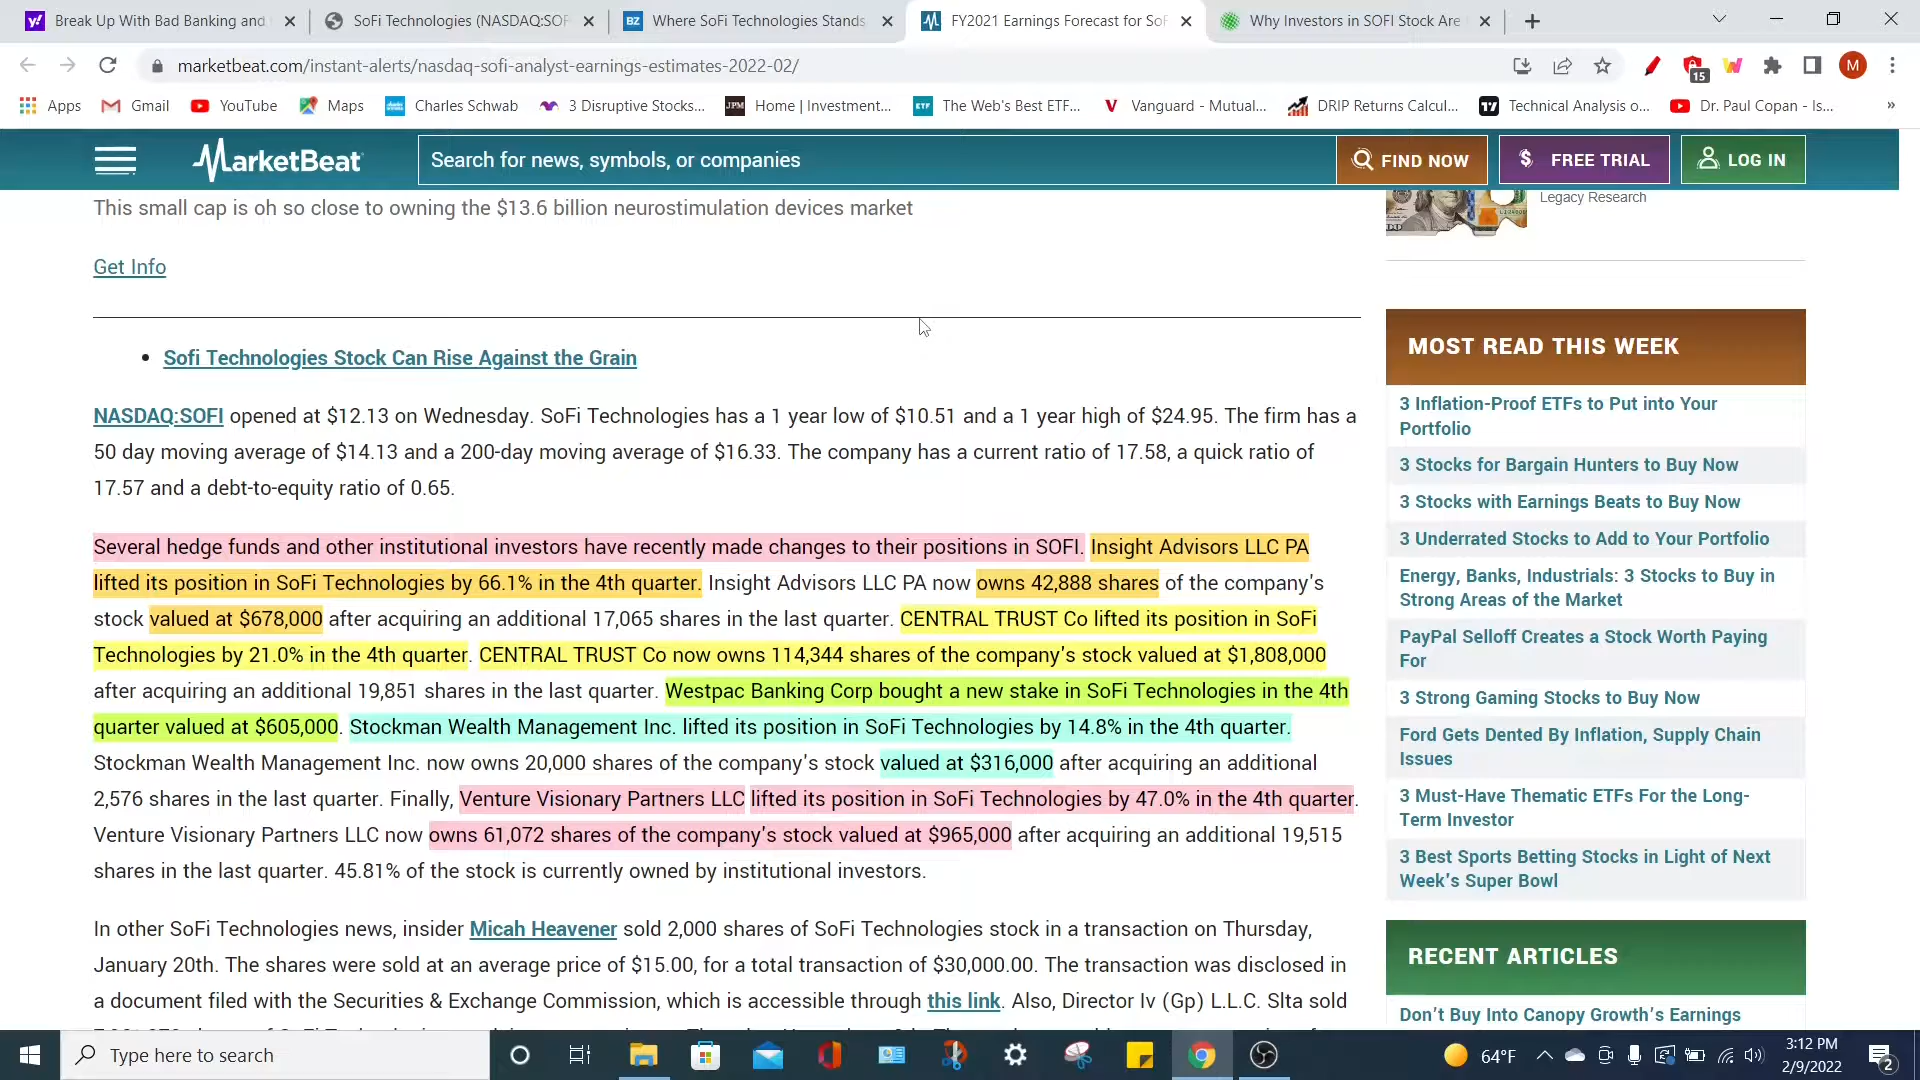 Break Up With Bad Banking and
SoFi Technologies (NASDAQ:SOF
BZ
Where SoFi Technologies Stands
FY2021 Earnings Forecast for SoF
Why Investors in SOFI Stock Are
marketbeat.com/instant-alerts/nasdaq-sofi-analyst-earnings-estimates-2022-02/
15
M
Apps
Gmail
YouTube
Maps
Charles Schwab
3 Disruptive Stocks...
JPM
Home | Investment...
ETF
The Web's Best ETF...
Vanguard - Mutual...
DRIP Returns Calcul...
Technical Analysis o...
Dr. Paul Copan - Is...
MarketBeat
Search for news, symbols, or companies
FIND NOW
FREE TRIAL
LOG IN
This small cap is oh so close to owning the $13.6 billion neurostimulation devices market
Legacy Research
Get Info
Sofi Technologies Stock Can Rise Against the Grain
NASDAQ:SOFI opened at $12.13 on Wednesday. SoFi Technologies has a 1 year low of $10.51 and a 1 year high of $24.95. The firm has a
50 day moving average of $14.13 and a 200-day moving average of $16.33. The company has a current ratio of 17.58, a quick ratio of
17.57 and a debt-to-equity ratio of 0.65.
Several hedge funds and other institutional investors have recently made changes to their positions in SOFI. Insight Advisors LLC PA
lifted its position in SoFi Technologies by 66.1% in the 4th quarter. Insight Advisors LLC PA now owns 42,888 shares of the company's
stock valued at $678,000 after acquiring an additional 17,065 shares in the last quarter. CENTRAL TRUST Co lifted its position in SoFi
Technologies by 21.0% in the 4th quarter. CENTRAL TRUST Co now owns 114,344 shares of the company's stock valued at $1,808,000
after acquiring an additional 19,851 shares in the last quarter. Westpac Banking Corp bought a new stake in SoFi Technologies in the 4th
quarter valued at $605,000. Stockman Wealth Management Inc. lifted its position in SoFi Technologies by 14.8% in the 4th quarter.
Stockman Wealth Management Inc. now owns 20,000 shares of the company's stock valued at $316,000 after acquiring an additional
2,576 shares in the last quarter. Finally, Venture Visionary Partners LLC lifted its position in SoFi Technologies by 47.0% in the 4th quarter.
Venture Visionary Partners LLC now owns 61,072 shares of the company's stock valued at $965,000 after acquiring an additional 19,515
shares in the last quarter. 45.81% of the stock is currently owned by institutional investors.
In other SoFi Technologies news, insider Micah Heavener sold 2,000 shares of SoFi Technologies stock in a transaction on Thursday,
January 20th. The shares were sold at an average price of $15.00, for a total transaction of $30,000.00. The transaction was disclosed in
a document filed with the Securities & Exchange Commission, which is accessible through this link. Also, Director Iv (Gp) L.L.C. Slta sold
MOST READ THIS WEEK
3 Inflation-Proof ETFs to Put into Your
Portfolio
3 Stocks for Bargain Hunters to Buy Now
3 Stocks with Earnings Beats to Buy Now
3 Underrated Stocks to Add to Your Portfolio
Energy, Banks, Industrials: 3 Stocks to Buy in
Strong Areas of the Market
PayPal Selloff Creates a Stock Worth Paying
For
3 Strong Gaming Stocks to Buy Now
Ford Gets Dented By Inflation, Supply Chain
Issues
3 Must-Have Thematic ETFs For the Long-
Term Investor
3 Best Sports Betting Stocks in Light of Next
Week's Super Bowl
RECENT ARTICLES
Don't Buy Into Canopy Growth's Earnings
Type here to search
64°F
3:12 PM
2/9/2022
2